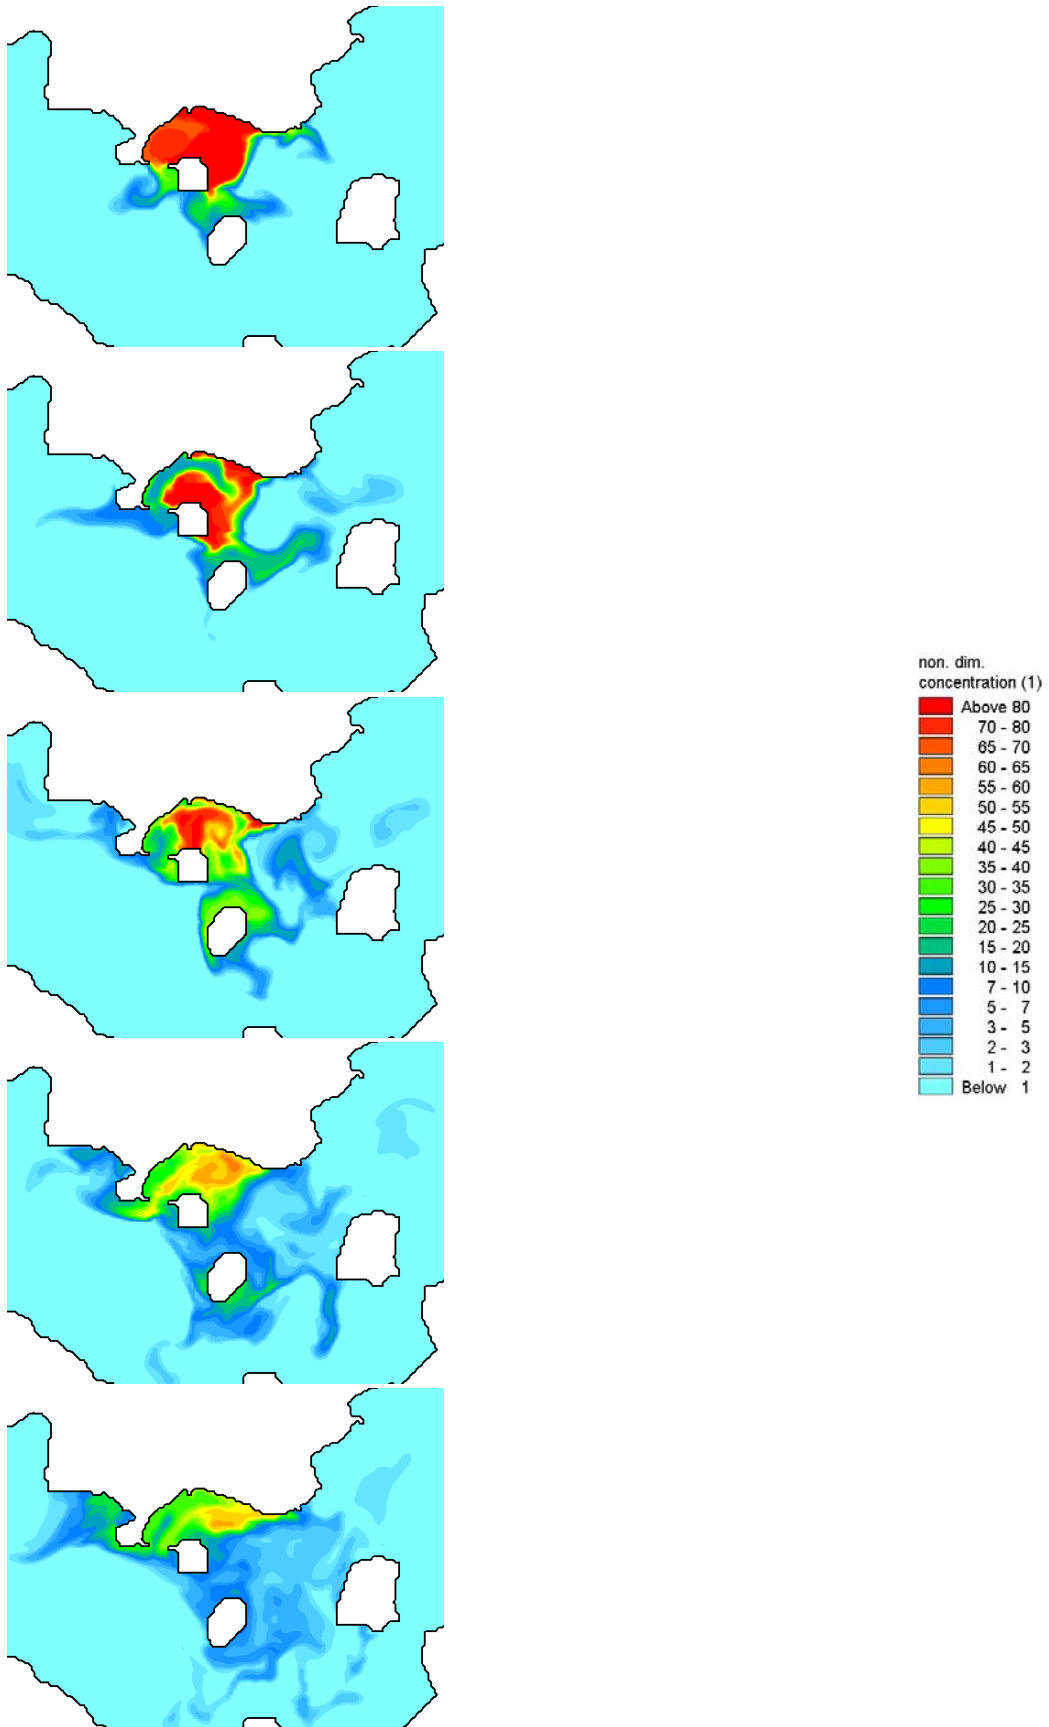 non. dim.
concentration (1)
Above 80
70 - 80
65 - 70
60 - 65
55 - 60
50 - 55
45 - 50
40 - 45
35 - 40
30 - 35
25 - 30
20 - 25
15 - 20
10 - 15
7 - 10
5 - 7
3 - 5
2 - 3
1 - 2
Below 1